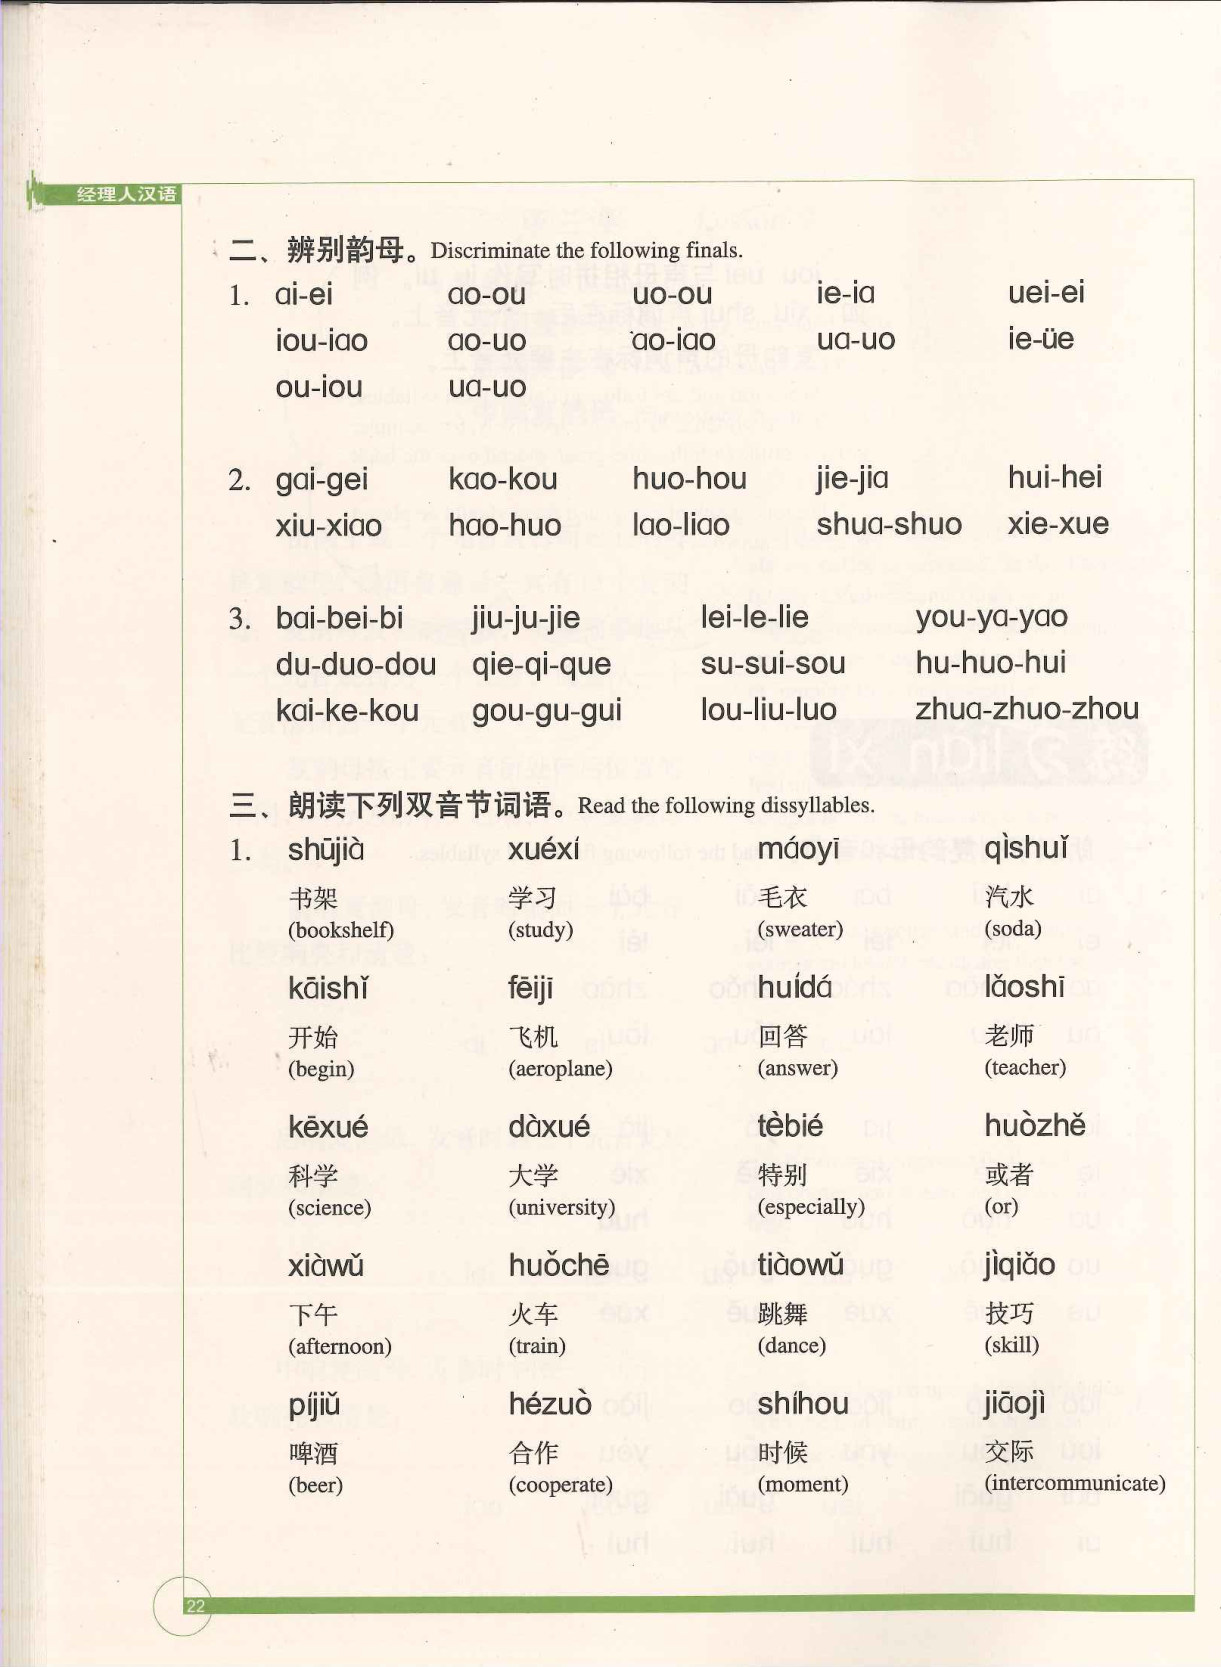 经理人汉语
二、辨别韵母。Discriminate the following finals.
1. ai-ei ao-ou uo-ou ie-ia uei-ei
iou-iao ao-uo ao-iao ua-uo ie-üe
ou-iou ua-uo
2. gai-gei kao-kou huo-hou jie-jia hui-hei
xiu-xiao hao-huo lao-liao shua-shuo xie-xue
3. bai-bei-bi jiu-ju-jie lei-le-lie you-ya-yao
du-duo-dou qie-qi-que su-sui-sou hu-huo-hui
kai-ke-kou gou-gu-gui lou-liu-luo zhua-zhuo-zhou
三、朗读下列双音节词语。Read the following dissyllables.
1. shūjià xuéxí máoyī qìshuǐ
书架 学习 毛衣 汽水
(bookshelf) (study) (sweater) (soda)
kāishǐ fēijī huídá lǎoshī
开始 飞机 回答 老师
(begin) (aeroplane) (answer) (teacher)
kēxué dàxué tèbié huòzhě
科学 大学 特别 或者
(science) (university) (especially) (or)
xiàwǔ huǒchē tiàowǔ jìqiǎo
下午 火车 跳舞 技巧
(afternoon) (train) (dance) (skill)
píjiǔ hézuò shíhou jiāojì
啤酒 合作 时候 交际
(beer) (cooperate) (moment) (intercommunicate)
22